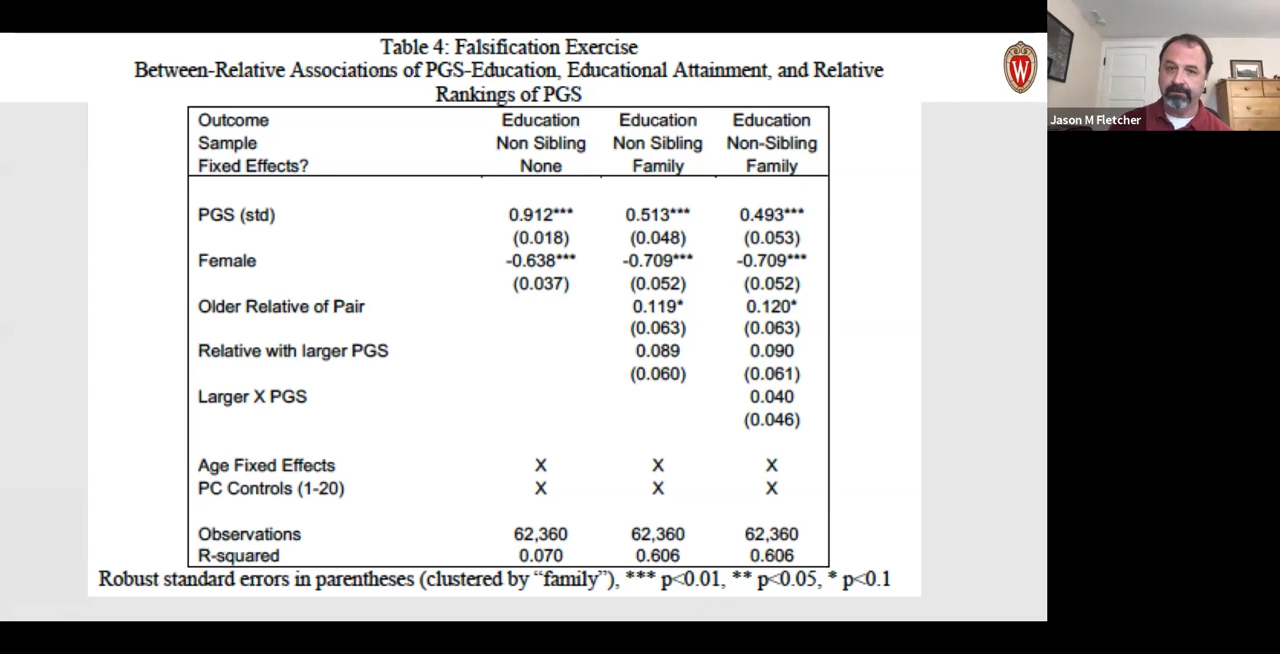 Table 4: Falsification Exercise
Between-Relative Associations of PGS-Education, Educational Attainment, and Relative
Rankings of PGS
W
Jason M Fletcher
Outcome Education Education Education
Sample Non Sibling Non Sibling Non-Sibling
Fixed Effects? None Family Family
PGS (std) 0.912*** 0.513*** 0.493***
(0.018) (0.048) (0.053)
Female -0.638*** -0.709*** -0.709***
(0.037) (0.052) (0.052)
Older Relative of Pair 0.119* 0.120*
(0.063) (0.063)
Relative with larger PGS 0.089 0.090
(0.060) (0.061)
Larger X PGS 0.040
(0.046)
Age Fixed Effects X X X
PC Controls (1-20) X X X
Observations 62,360 62,360 62,360
R-squared 0.070 0.606 0.606
Robust standard errors in parentheses (clustered by “family”), *** p<0.01, ** p<0.05, * p<0.1